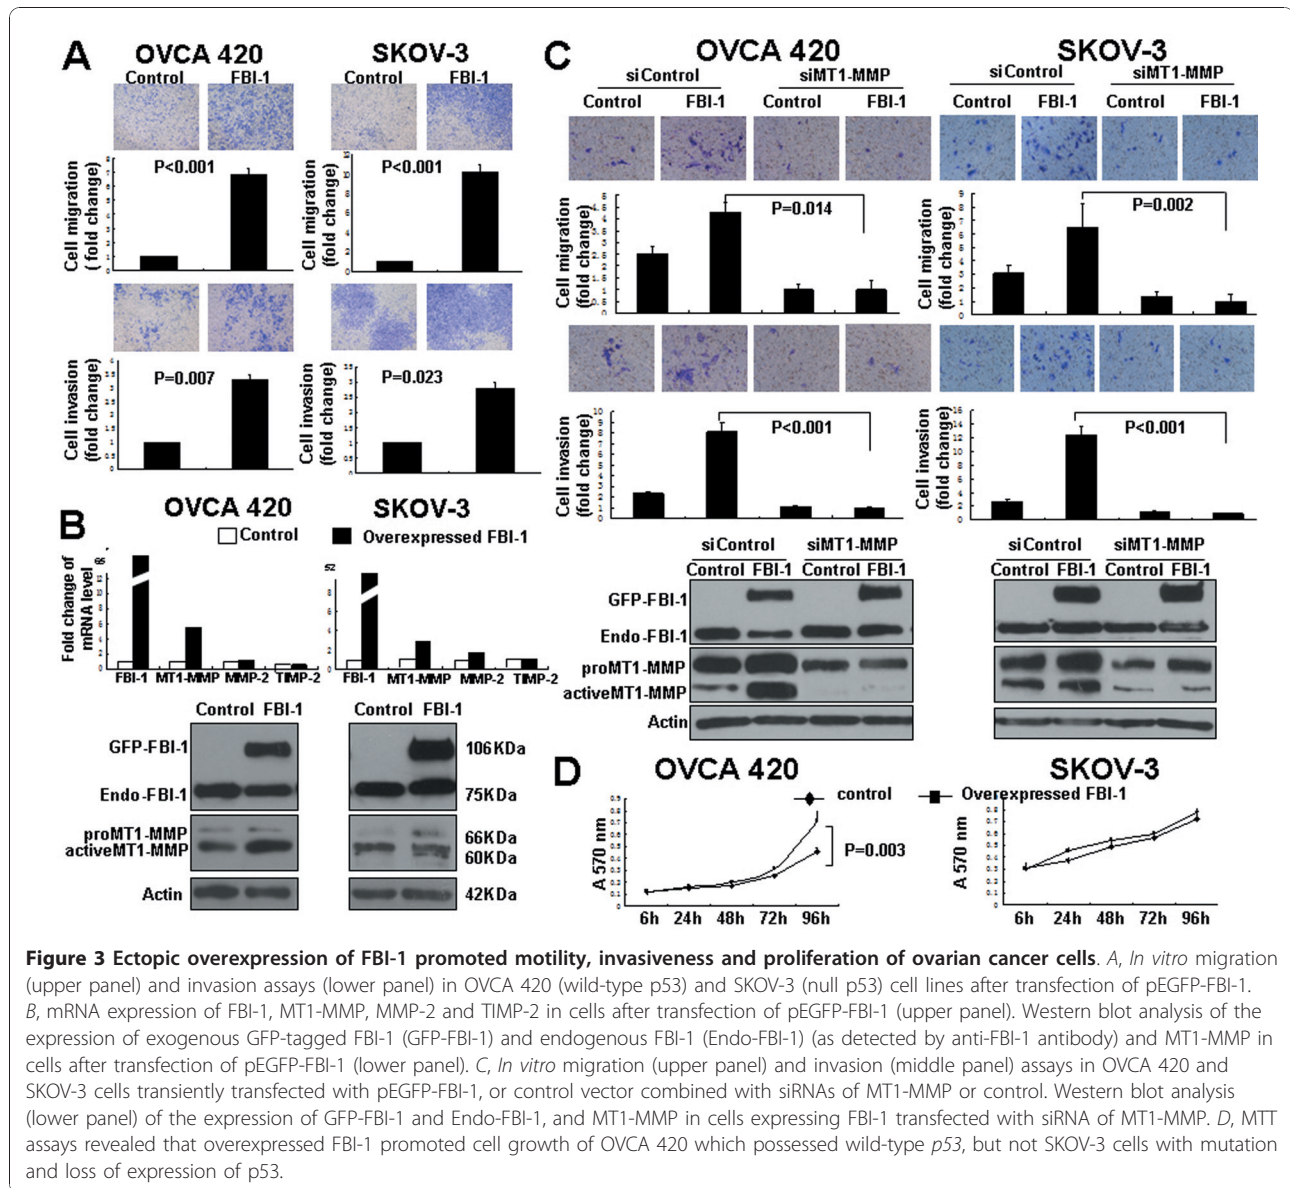 A
OVCA 420
SKOV-3
Control FBI-1
Control FBI-1
Cell migration
( fold change)
P<0.001
Cell migration
(fold change)
P<0.001
Cell invasion
(fold change)
P=0.007
Cell invasion
(fold change)
P=0.023
B
OVCA 420
SKOV-3
Control
Overexpressed FBI-1
Fold change of
mRNA level
FBI-1 MT1-MMP MMP-2 TIMP-2
52
FBI-1 MT1-MMP MMP-2 TIMP-2
Control FBI-1
Control FBI-1
GFP-FBI-1
106KDa
Endo-FBI-1
75KDa
proMT1-MMP
66KDa
activeMT1-MMP
60KDa
Actin
42KDa
C
OVCA 420
SKOV-3
siControl siMT1-MMP
siControl siMT1-MMP
Control FBI-1 Control FBI-1
Control FBI-1 Control FBI-1
Cell migration
(fold change)
P=0.014
Cell migration
(fold change)
P=0.002
Cell invasion
(fold change)
P<0.001
Cell invasion
(fold change)
P<0.001
siControl siMT1-MMP
siControl siMT1-MMP
Control FBI-1 Control FBI-1
Control FBI-1 Control FBI-1
GFP-FBI-1
Endo-FBI-1
proMT1-MMP
activeMT1-MMP
Actin
D
OVCA 420
SKOV-3
control
Overexpressed FBI-1
A 570 nm
P=0.003
6h 24h 48h 72h 96h
A 570 nm
6h 24h 48h 72h 96h
Figure 3 Ectopic overexpression of FBI-1 promoted motility, invasiveness and proliferation of ovarian cancer cells. A, In vitro migration
(upper panel) and invasion assays (lower panel) in OVCA 420 (wild-type p53) and SKOV-3 (null p53) cell lines after transfection of pEGFP-FBI-1.
B, mRNA expression of FBI-1, MT1-MMP, MMP-2 and TIMP-2 in cells after transfection of pEGFP-FBI-1 (upper panel). Western blot analysis of the
expression of exogenous GFP-tagged FBI-1 (GFP-FBI-1) and endogenous FBI-1 (Endo-FBI-1) (as detected by anti-FBI-1 antibody) and MT1-MMP in
cells after transfection of pEGFP-FBI-1 (lower panel). C, In vitro migration (upper panel) and invasion (middle panel) assays in OVCA 420 and
SKOV-3 cells transiently transfected with pEGFP-FBI-1, or control vector combined with siRNAs of MT1-MMP or control. Western blot analysis
(lower panel) of the expression of GFP-FBI-1 and Endo-FBI-1, and MT1-MMP in cells expressing FBI-1 transfected with siRNA of MT1-MMP. D, MTT
assays revealed that overexpressed FBI-1 promoted cell growth of OVCA 420 which possessed wild-type p53, but not SKOV-3 cells with mutation
and loss of expression of p53.